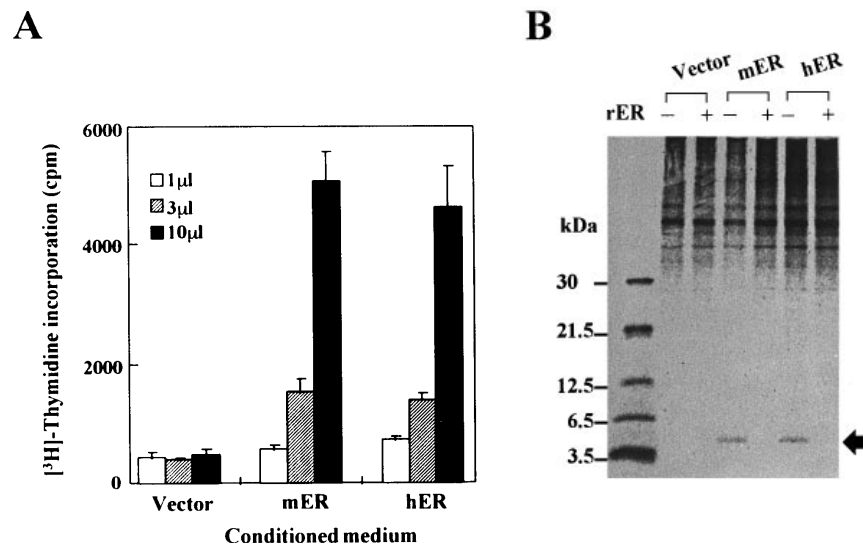 A
[³H]-Thymidine incorporation (cpm)
6000
4000
2000
0
1µl
3µl
10µl
Vector
mER
hER
Conditioned medium
B
Vector
mER
hER
rER
– + – + – +
kDa
30
21.5
12.5
6.5
3.5